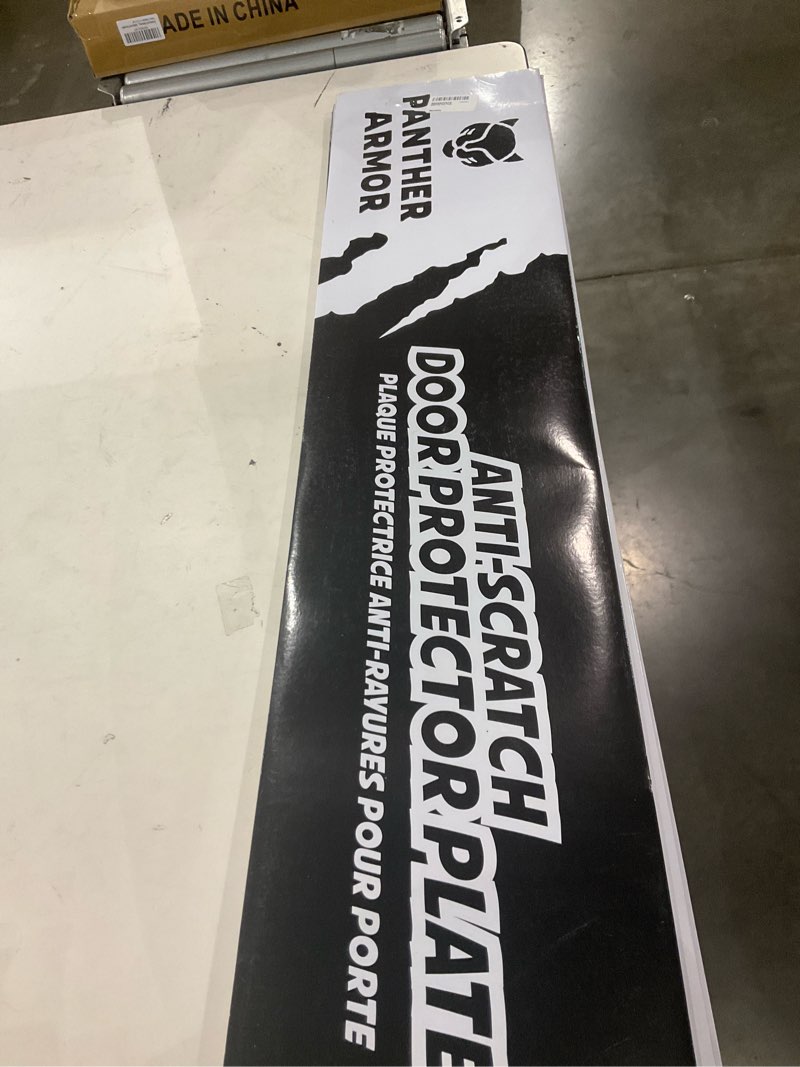 ADE IN CHINA
PANTHER
ARMOR
ANTI-SCRATCH
DOOR PROTECTOR PLATE
PLAQUE PROTECTRICE ANTI-RAYURES POUR PORTE